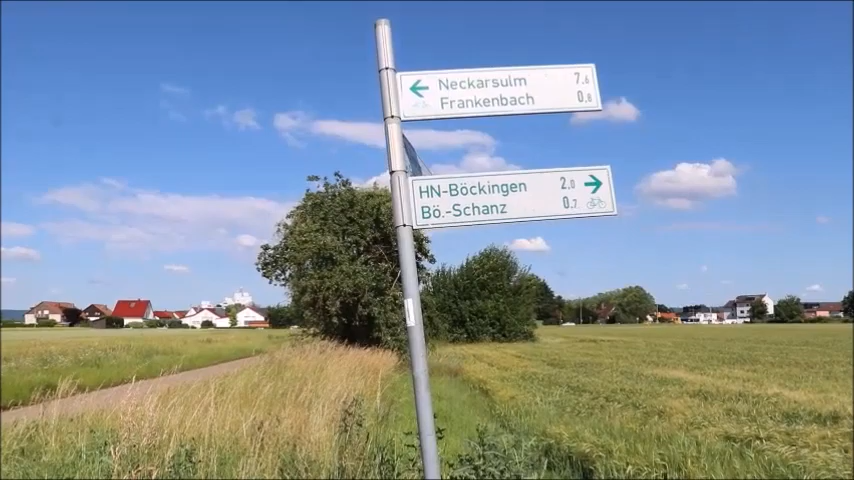 Neckarsulm 7,6
Frankenbach 0,8
HN-Böckingen 2,0
Bö.-Schanz 0,7